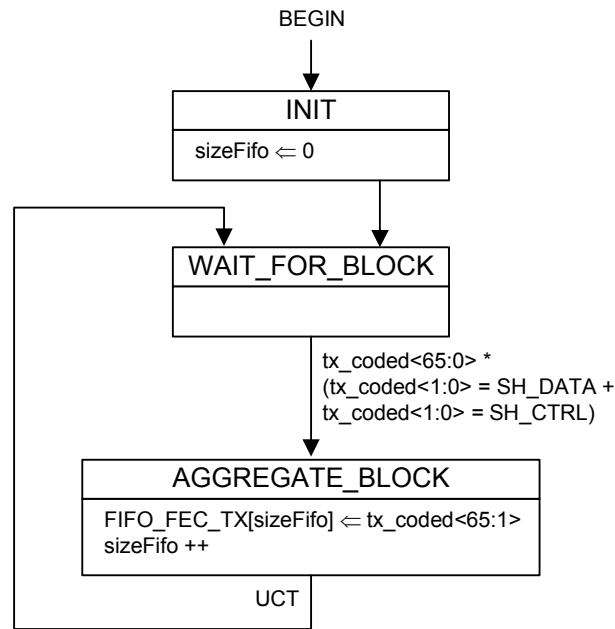 BEGIN
INIT
sizeFifo ⇐ 0
WAIT_FOR_BLOCK
tx_coded<65:0> *
(tx_coded<1:0> = SH_DATA +
tx_coded<1:0> = SH_CTRL)
AGGREGATE_BLOCK
FIFO_FEC_TX[sizeFifo] ⇐ tx_coded<65:1>
sizeFifo ++
UCT